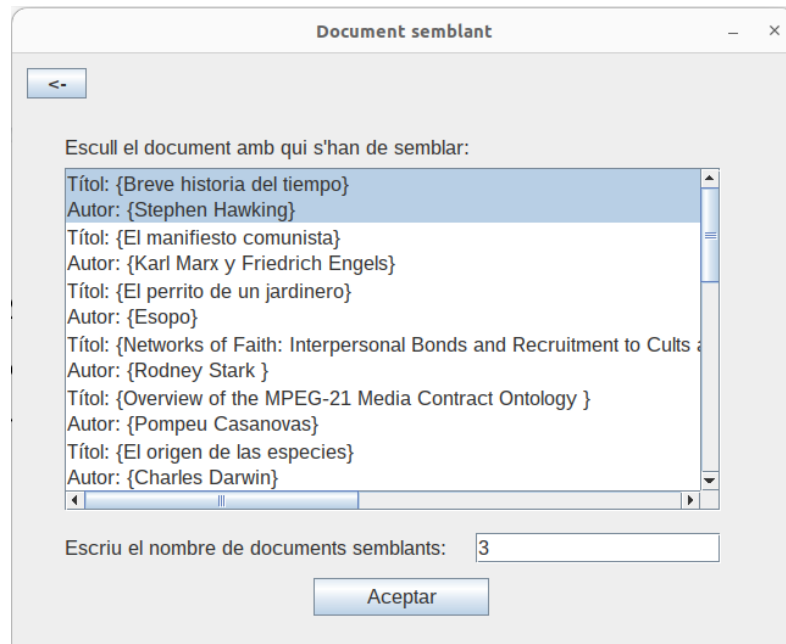 Document semblant
<-
Escull el document amb qui s'han de semblar:
Títol: {Breve historia del tiempo}
Autor: {Stephen Hawking}
Títol: {El manifiesto comunista}
Autor: {Karl Marx y Friedrich Engels}
Títol: {El perrito de un jardinero}
Autor: {Esopo}
Títol: {Networks of Faith: Interpersonal Bonds and Recruitment to Cults
Autor: {Rodney Stark }
Títol: {Overview of the MPEG-21 Media Contract Ontology }
Autor: {Pompeu Casanovas}
Títol: {El origen de las especies}
Autor: {Charles Darwin}
Escriu el nombre de documents semblants: 3
Aceptar